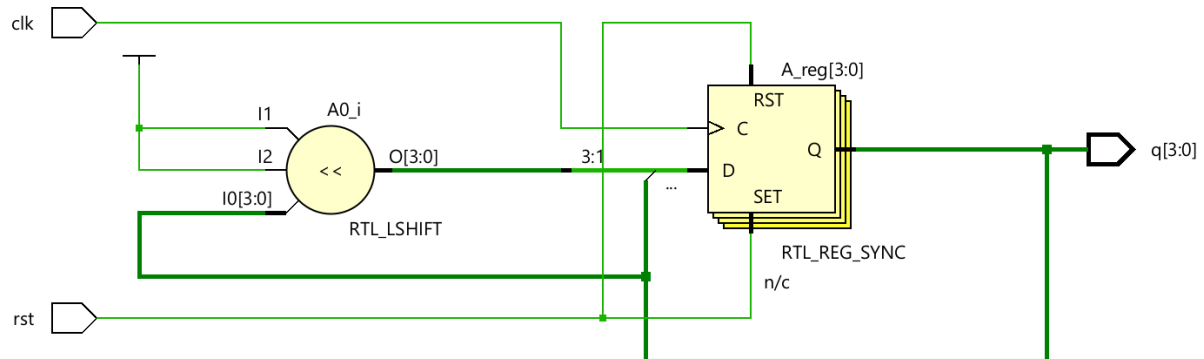 clk
A_reg[3:0]
RST
I1
A0_i
C
I2
<<
O[3:0]
3:1
Q
q[3:0]
D
...
I0[3:0]
SET
RTL_LSHIFT
RTL_REG_SYNC
n/c
rst